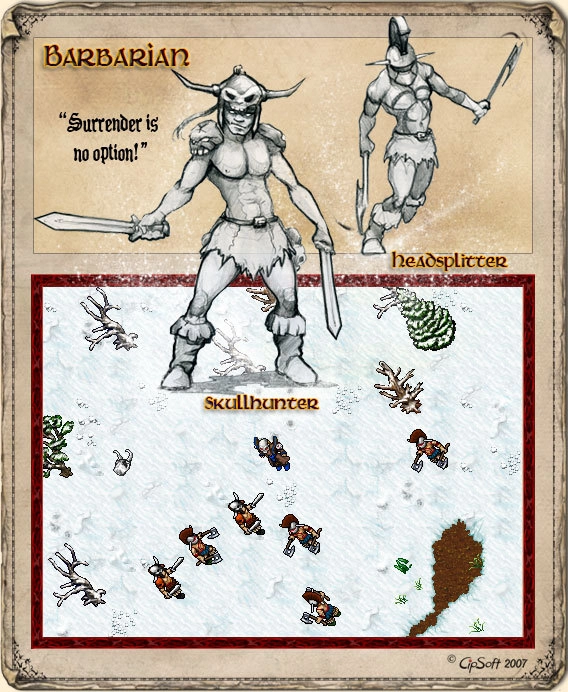 Barbarian
“Surrender is
no option!”
Headsplitter
Skullhunter
© CipSoft 2007